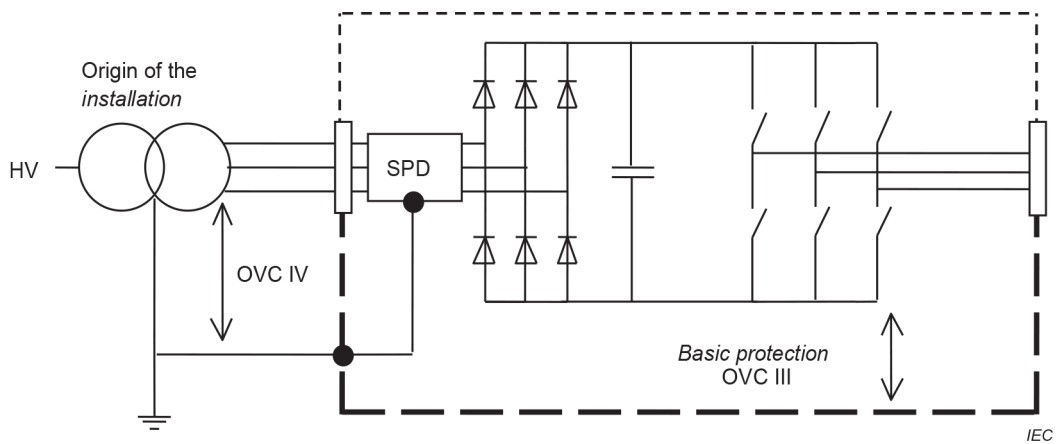 Origin of the
installation
HV
SPD
OVC IV
Basic protection
OVC III
IEC